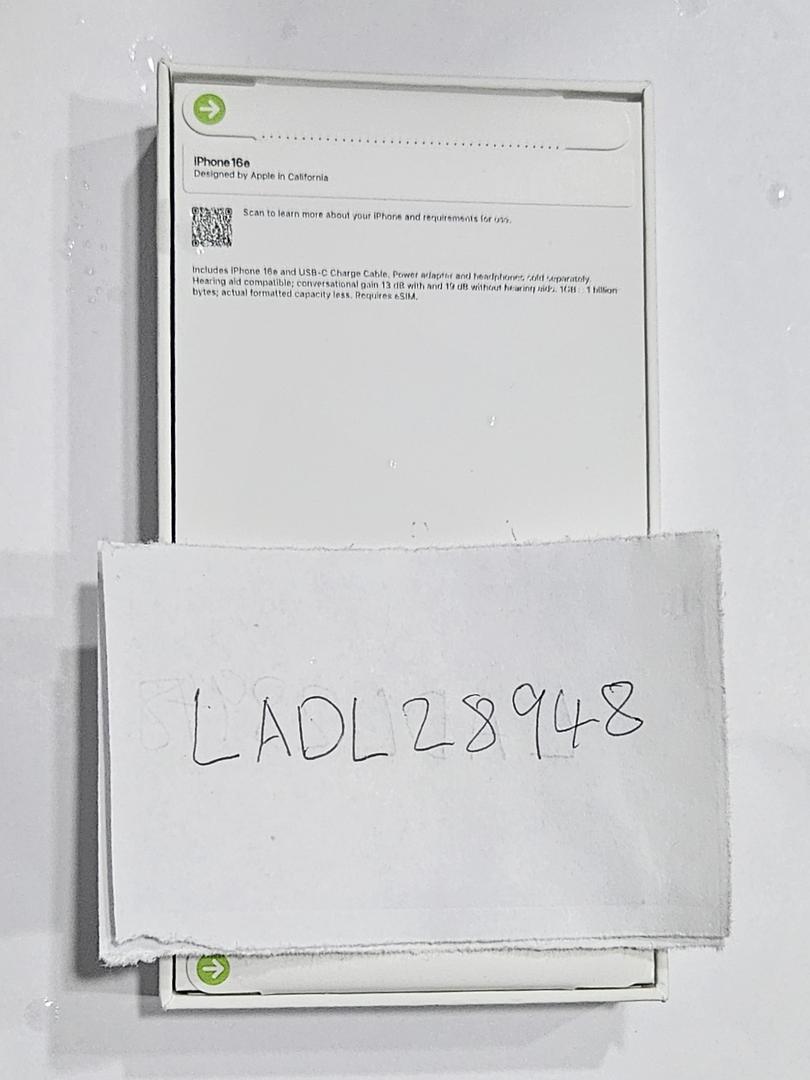 iPhone 16e
Designed by Apple in California
Scan to learn more about your iPhone and requirements for use.
Includes iPhone 16e and USB-C Charge Cable. Power adapter and headphones sold separately.
Hearing aid compatible; conversational gain 13 dB with and 19 dB without hearing aids. 1GB = 1 billion
bytes; actual formatted capacity less. Requires eSIM.
LADL28948